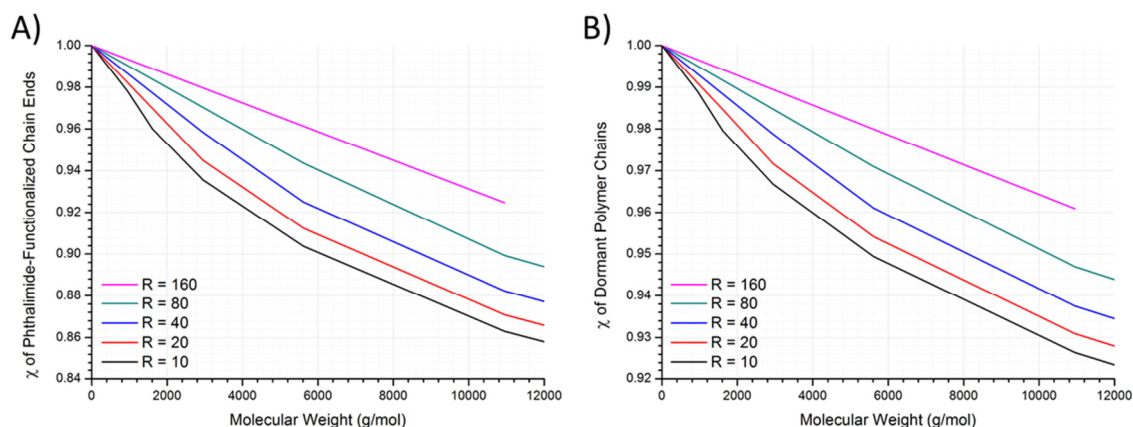 A)
χ of Phthalimide-Functionalized Chain Ends
1.00
0.98
0.96
0.94
0.92
0.90
0.88
0.86
0.84
R = 160
R = 80
R = 40
R = 20
R = 10
0 2000 4000 6000 8000 10000 12000
Molecular Weight (g/mol)
B)
χ of Dormant Polymer Chains
1.00
0.99
0.98
0.97
0.96
0.95
0.94
0.93
0.92
R = 160
R = 80
R = 40
R = 20
R = 10
0 2000 4000 6000 8000 10000 12000
Molecular Weight (g/mol)